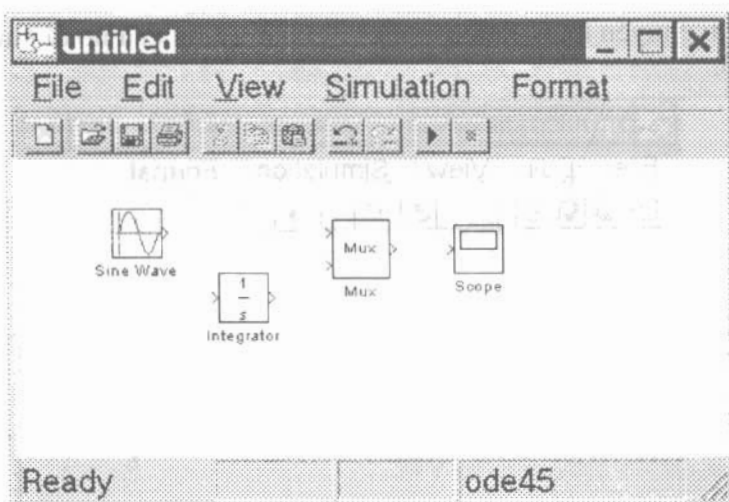 untitled
File Edit View Simulation Format
Sine Wave
1
s
Integrator
Mux
Mux
Scope
Ready ode45